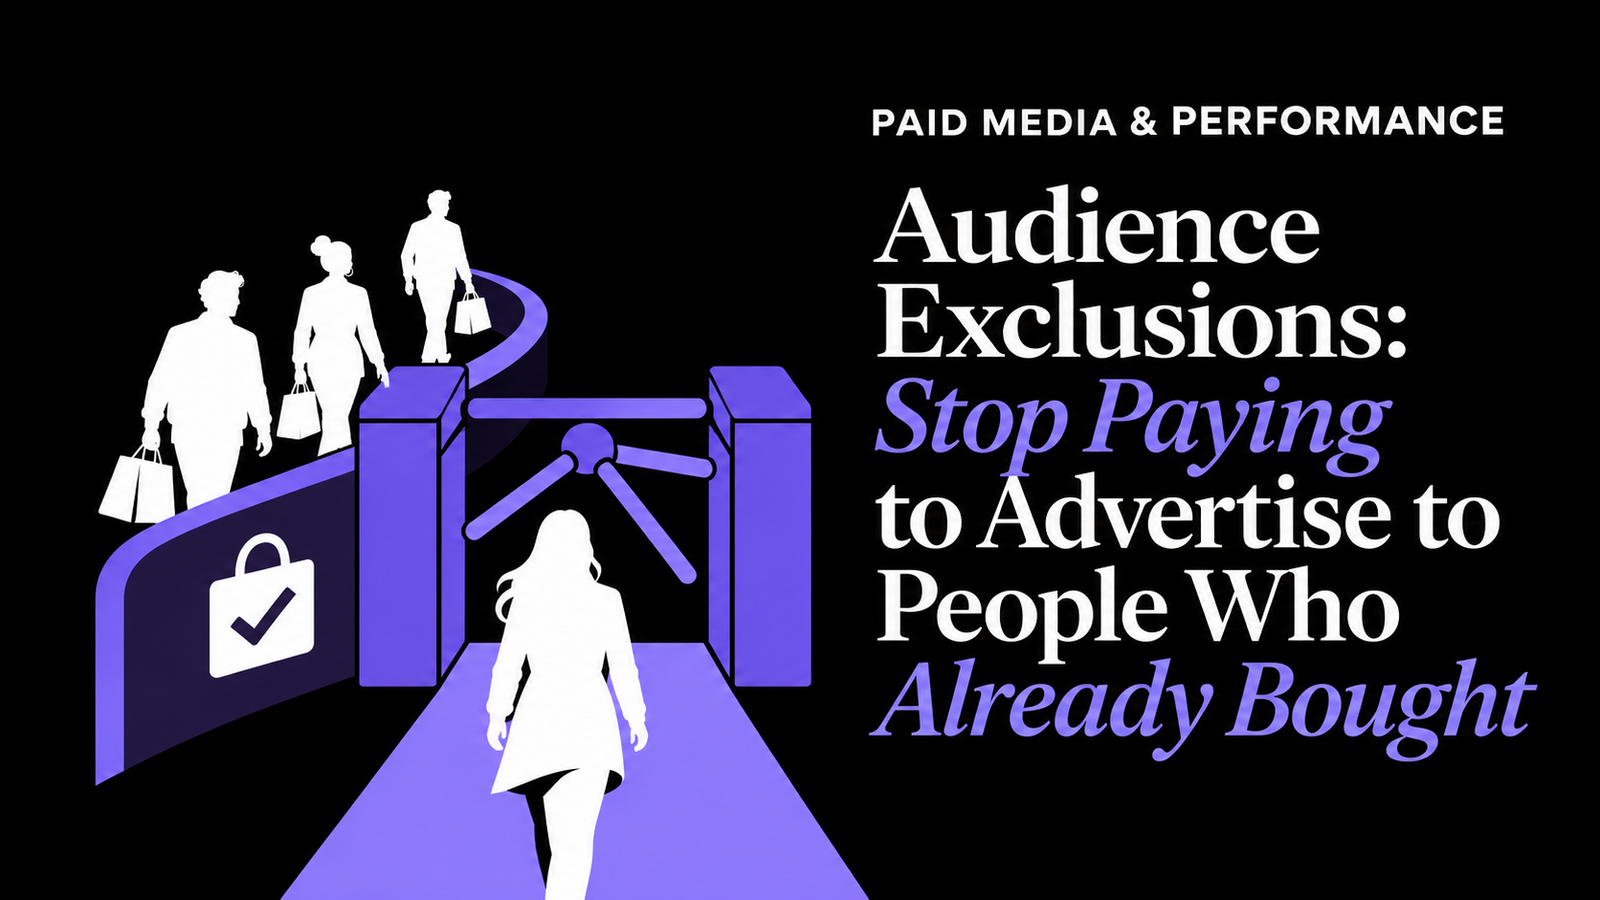 PAID MEDIA & PERFORMANCE
Audience
Exclusions:
Stop Paying
to Advertise to
People Who
Already Bought